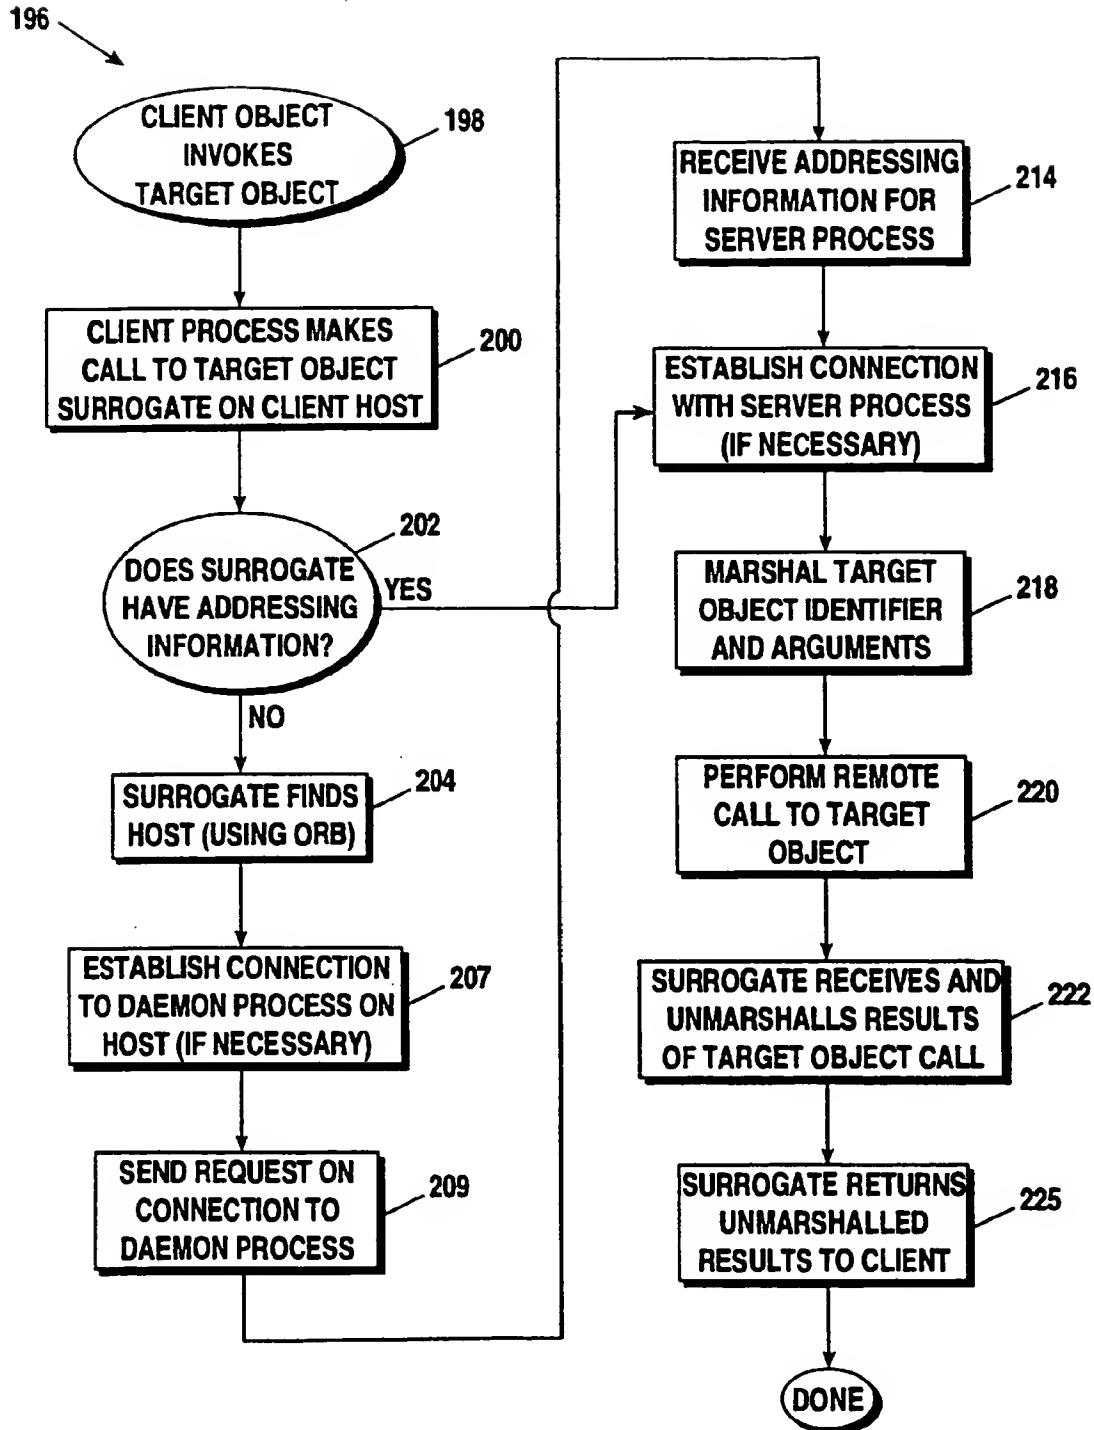 196
CLIENT OBJECT
INVOKES
TARGET OBJECT
198
CLIENT PROCESS MAKES
CALL TO TARGET OBJECT
SURROGATE ON CLIENT HOST
200
202
DOES SURROGATE
HAVE ADDRESSING
INFORMATION?
YES
NO
SURROGATE FINDS
HOST (USING ORB)
204
ESTABLISH CONNECTION
TO DAEMON PROCESS ON
HOST (IF NECESSARY)
207
SEND REQUEST ON
CONNECTION TO
DAEMON PROCESS
209
RECEIVE ADDRESSING
INFORMATION FOR
SERVER PROCESS
214
ESTABLISH CONNECTION
WITH SERVER PROCESS
(IF NECESSARY)
216
MARSHAL TARGET
OBJECT IDENTIFIER
AND ARGUMENTS
218
PERFORM REMOTE
CALL TO TARGET
OBJECT
220
SURROGATE RECEIVES AND
UNMARSHALLS RESULTS
OF TARGET OBJECT CALL
222
SURROGATE RETURNS
UNMARSHALLED
RESULTS TO CLIENT
225
DONE